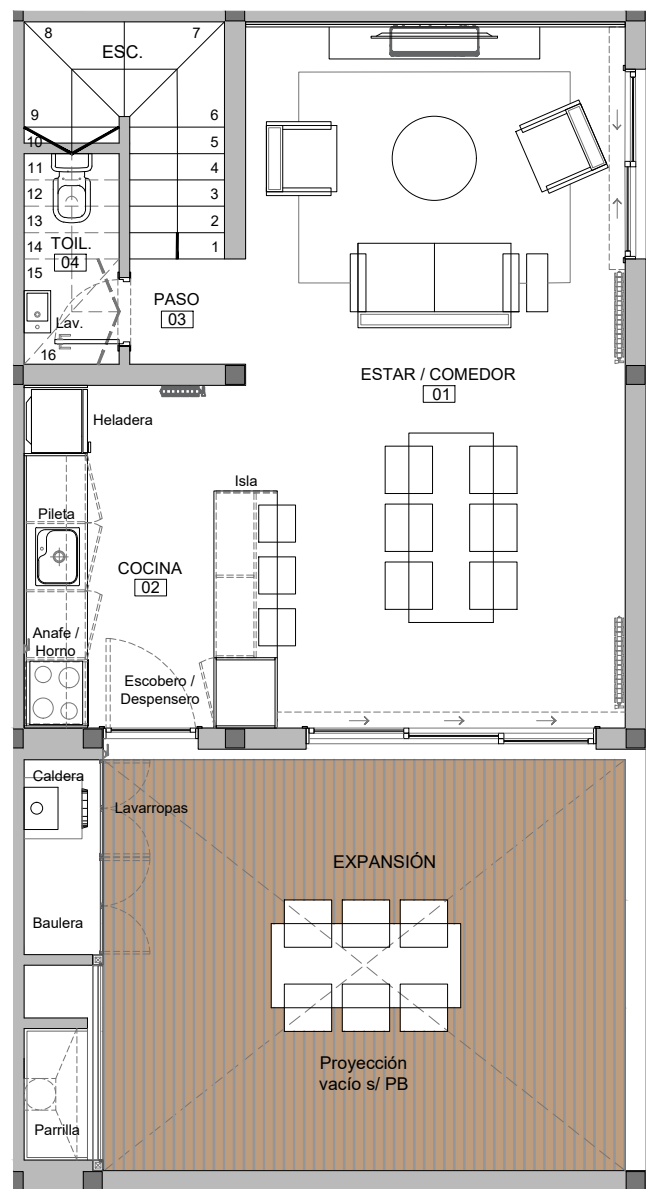 8
7
ESC.
9
6
10
5
11
4
12
3
13
2
14
TOIL.
1
04
15
PASO
03
Lav.
16
ESTAR / COMEDOR
01
Heladera
Isla
Pileta
COCINA
02
Anafe /
Horno
Escobero /
Despensero
Caldera
Lavarropas
EXPANSIÓN
Baulera
Proyección
vacío s/ PB
Parrilla